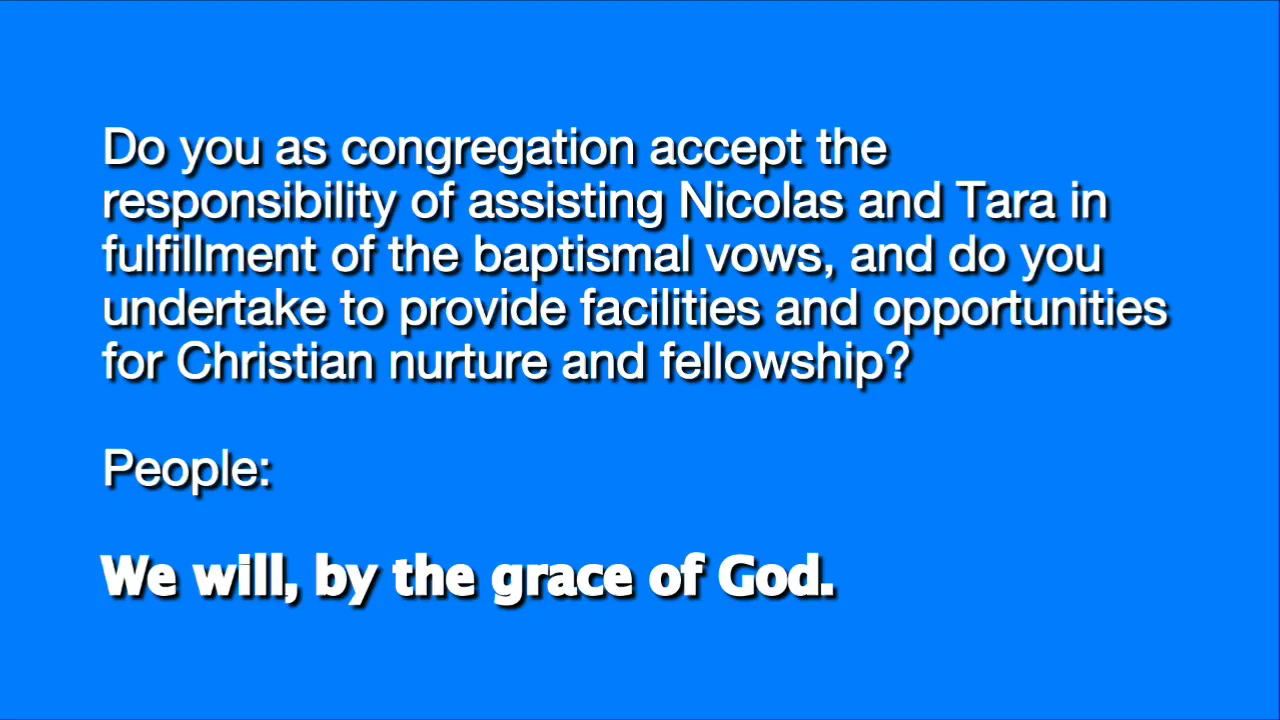 Do you as congregation accept the
responsibility of assisting Nicolas and Tara in
fulfillment of the baptismal vows, and do you
undertake to provide facilities and opportunities
for Christian nurture and fellowship?
People:
We will, by the grace of God.